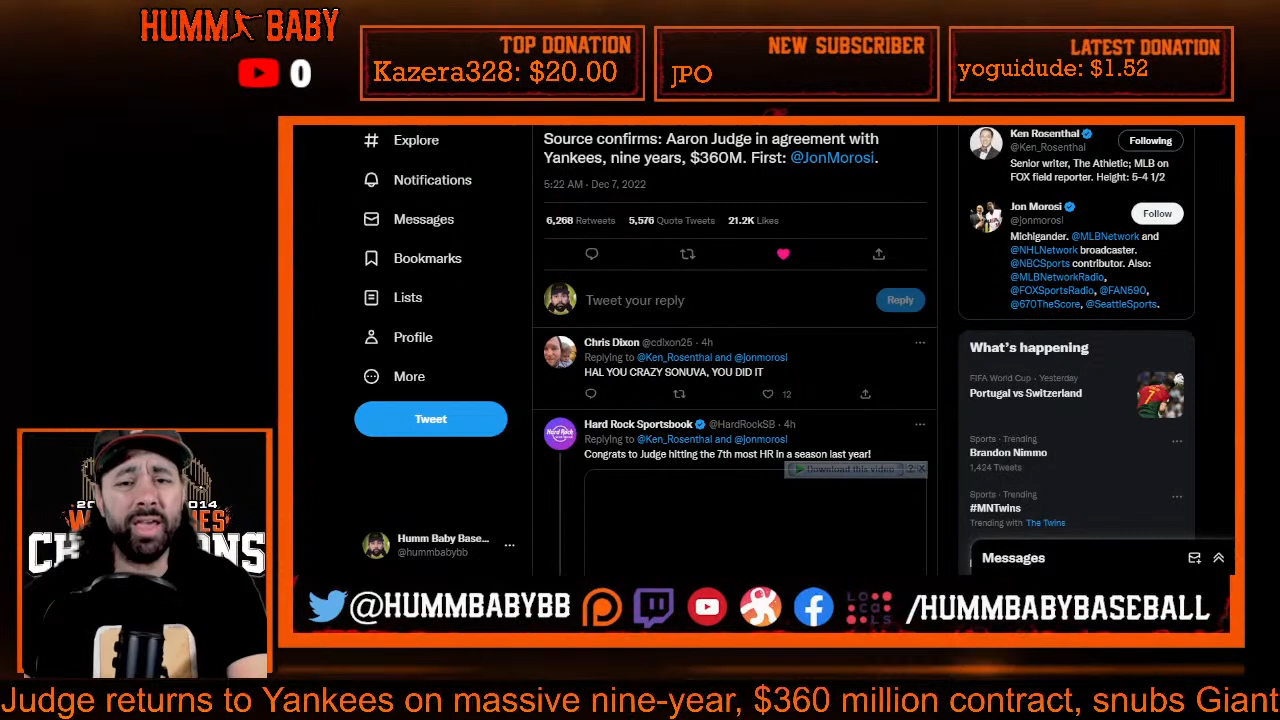 HUMM BABY
0
TOP DONATION
Kazera328: $20.00
NEW SUBSCRIBER
JPO
LATEST DONATION
yoguidude: $1.52
Explore
Notifications
Messages
Bookmarks
Lists
Profile
More
Tweet
Humm Baby Base...
@hummbabybb
Source confirms: Aaron Judge in agreement with
Yankees, nine years, $360M. First: @JonMorosi.
5:22 AM · Dec 7, 2022
6,268 Retweets 5,576 Quote Tweets 21.2K Likes
Tweet your reply
Reply
Chris Dixon @cdixon25 · 4h
Replying to @Ken_Rosenthal and @jonmorosi
HAL YOU CRAZY SONUVA, YOU DID IT
12
Hard Rock Sportsbook @HardRockSB · 4h
Replying to @Ken_Rosenthal and @jonmorosi
Congrats to Judge hitting the 7th most HR in a season last year!
Download this video ? X
Ken Rosenthal
@Ken_Rosenthal
Following
Senior writer, The Athletic; MLB on
FOX field reporter. Height: 5-4 1/2
Jon Morosi
@jonmorosi
Follow
Michigander. @MLBNetwork and
@NHLNetwork broadcaster.
@NBCSports contributor. Also:
@MLBNetworkRadio,
@FOXSportsRadio, @FAN590,
@670TheScore, @SeattleSports.
What's happening
FIFA World Cup · Yesterday
Portugal vs Switzerland
Sports · Trending
Brandon Nimmo
1,424 Tweets
Sports · Trending
#MNTwins
Trending with The Twins
Messages
@HUMMBABYBB
LOCALS
/HUMMBABYBASEBALL
Judge returns to Yankees on massive nine-year, $360 million contract, snubs Giant